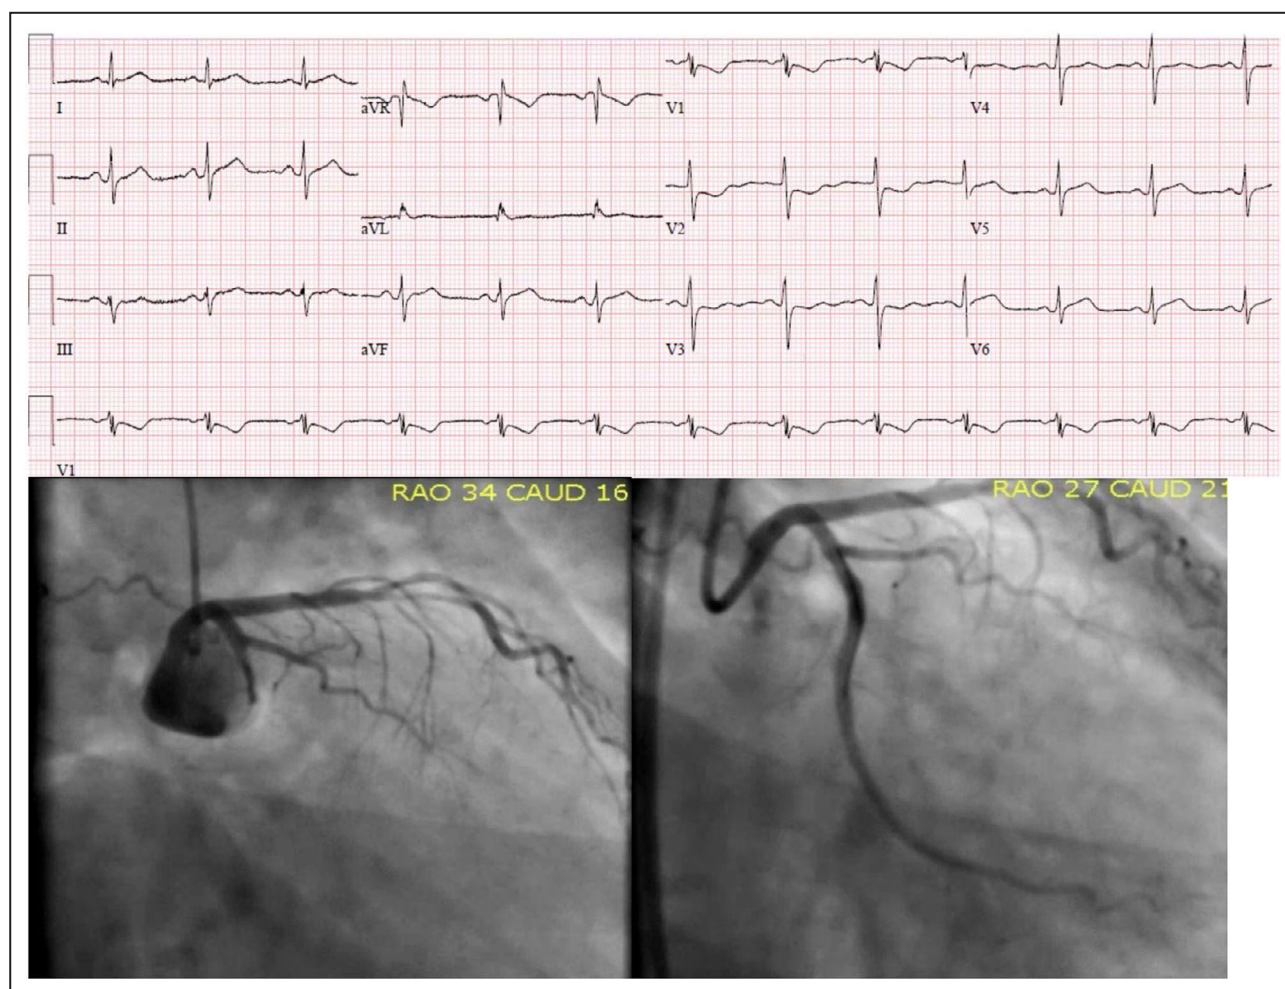 I aVR V1 V4
II aVL V2 V5
III aVF V3 V6
V1
RAO 34 CAUD 16
RAO 27 CAUD 21